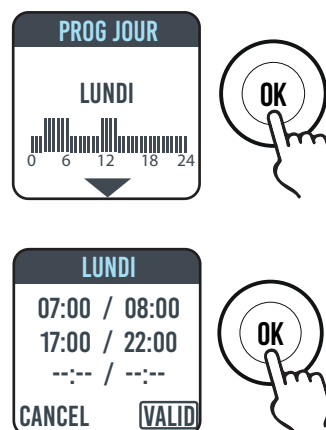 PROG JOUR
LUNDI
0 6 12 18 24
OK
LUNDI
07:00 / 08:00
17:00 / 22:00
--:-- / --:--
CANCEL VALID
OK